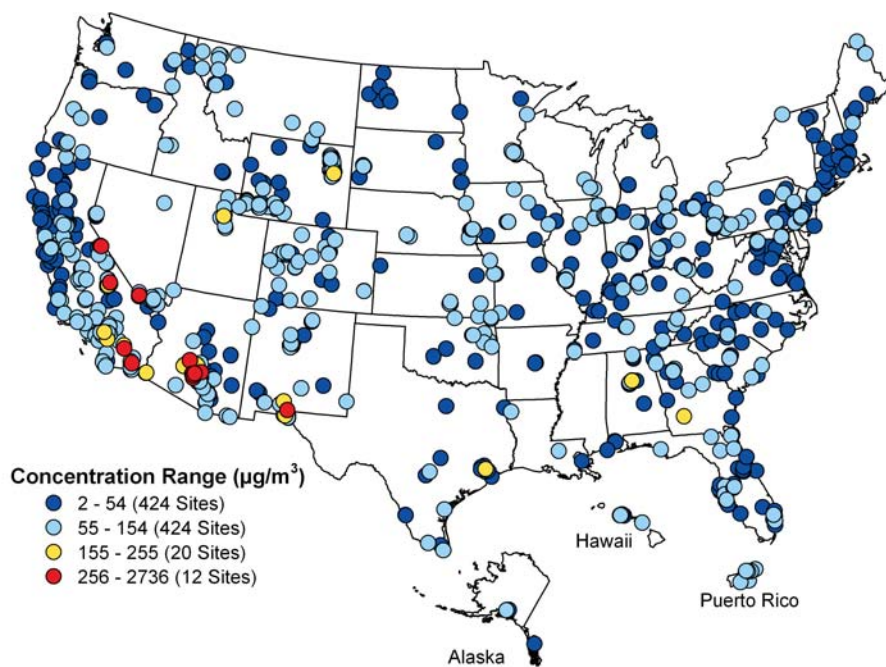 Concentration Range (µg/m³)
2 - 54 (424 Sites)
55 - 154 (424 Sites)
155 - 255 (20 Sites)
256 - 2736 (12 Sites)
Hawaii
Puerto Rico
Alaska